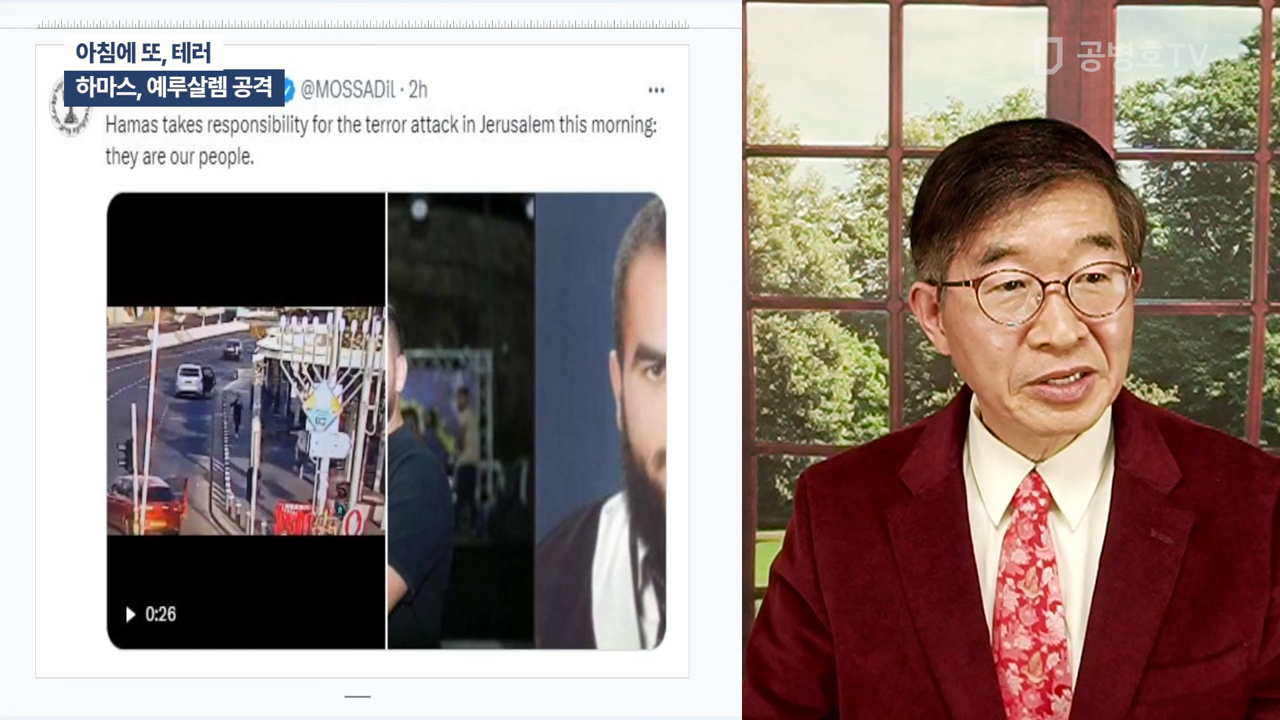 아침에 또, 테러
하마스, 예루살렘 공격
@MOSSADil · 2h
Hamas takes responsibility for the terror attack in Jerusalem this morning:
they are our people.
0:26
공병호TV